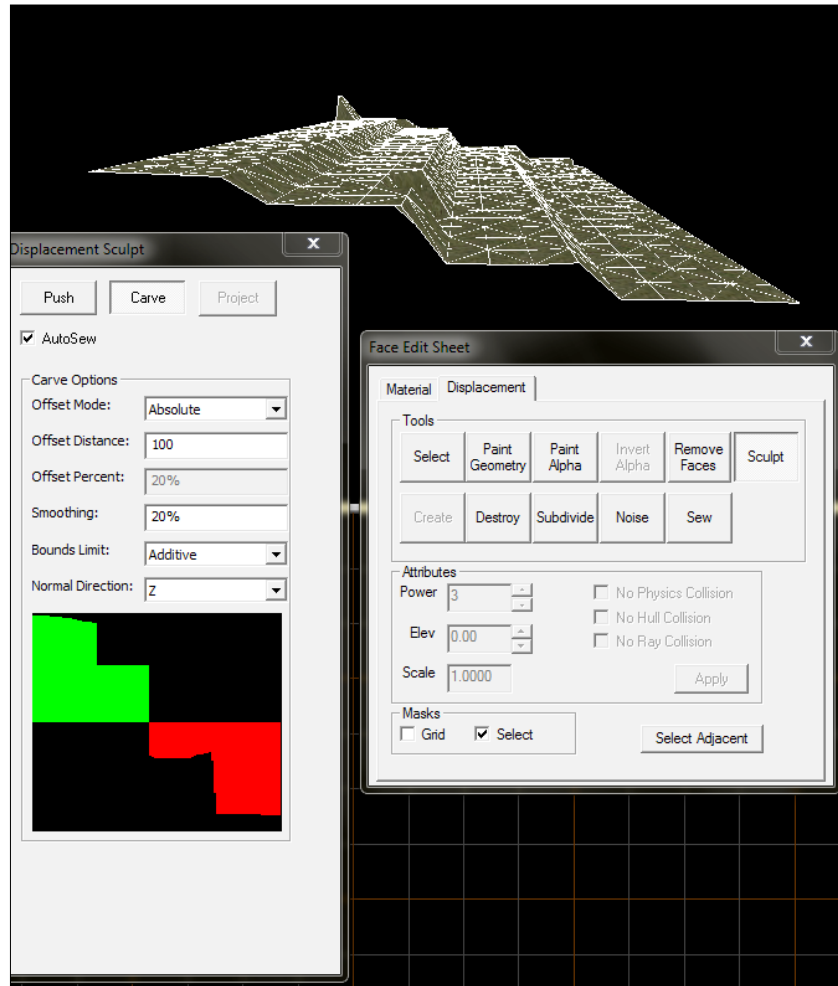 Displacement Sculpt
X
Push
Carve
Project
AutoSew
Carve Options
Offset Mode:
Absolute
Offset Distance:
100
Offset Percent:
20%
Smoothing:
20%
Bounds Limit:
Additive
Normal Direction:
Z
Face Edit Sheet
X
Material
Displacement
Tools
Select
Paint
Geometry
Paint
Alpha
Invert
Alpha
Remove
Faces
Sculpt
Create
Destroy
Subdivide
Noise
Sew
Attributes
Power
3
No Physics Collision
No Hull Collision
Elev
0.00
No Ray Collision
Scale
1.0000
Apply
Masks
Grid
Select
Select Adjacent